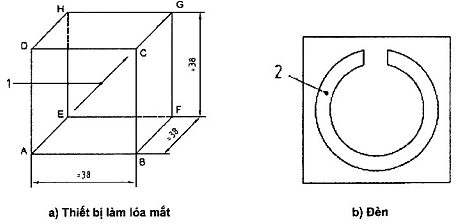 H
G
D
C
1
2
≈38
E
F
≈38
A
B
≈38
a) Thiết bị làm lóa mắt
b) Đèn